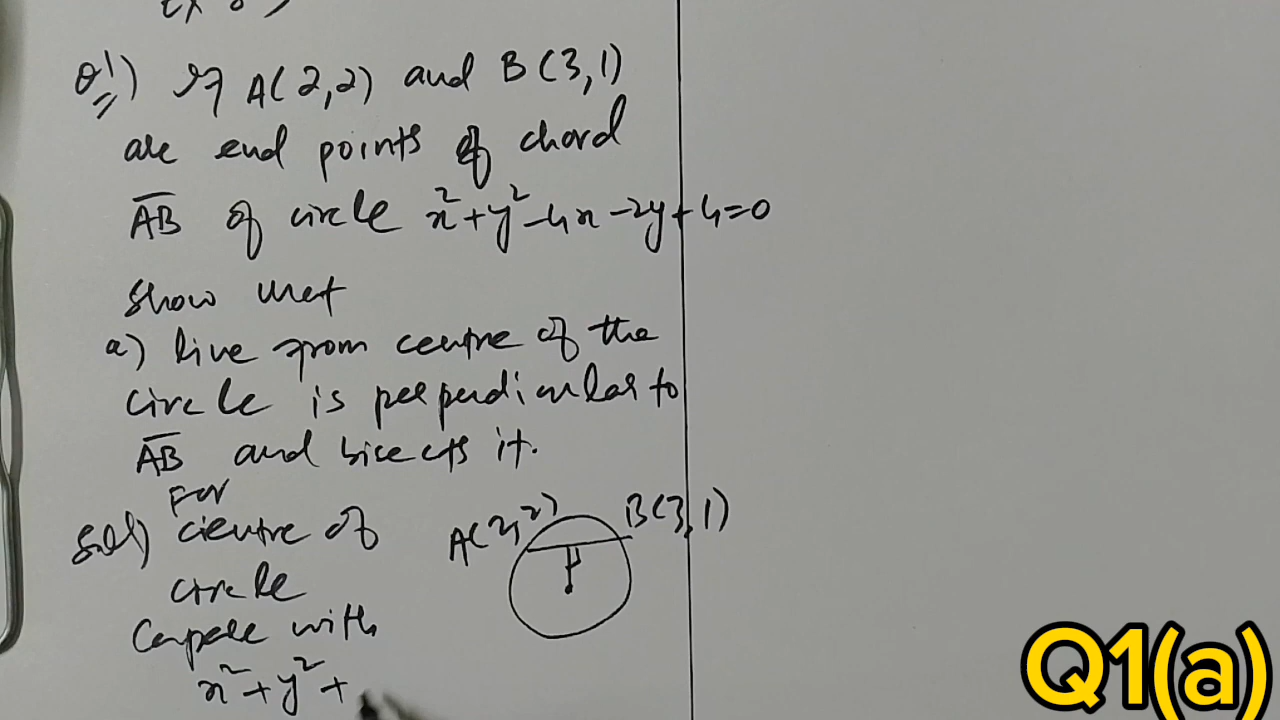 Q1) If A(2,2) and B(3,1)
are end points of chord
AB of circle x²+y²-4x-2y+4=0
Show that
a) line from centre of the
circle is perpendicular to
AB and bisects it.
For
Sol) centre of
circle
A(2,2) B(3,1)
Compare with
x²+y²+
Q1(a)